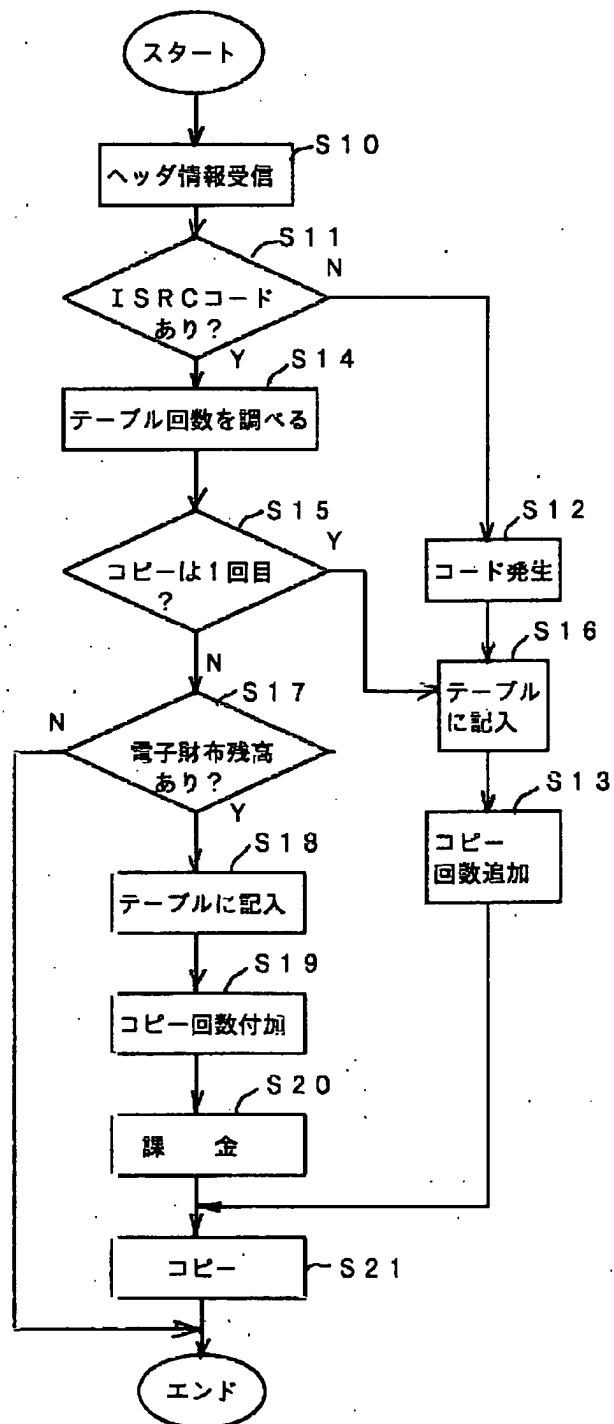 スタート
S10
ヘッダ情報受信
S11
N
ISRCコード
あり?
Y
S14
テーブル回数を調べる
S15
Y
コピーは1回目
?
N
S12
コード発生
S16
テーブル
に記入
S17
N
電子財布残高
あり?
Y
S13
コピー
回数追加
S18
テーブルに記入
S19
コピー回数付加
S20
課 金
コピー
S21
エンド